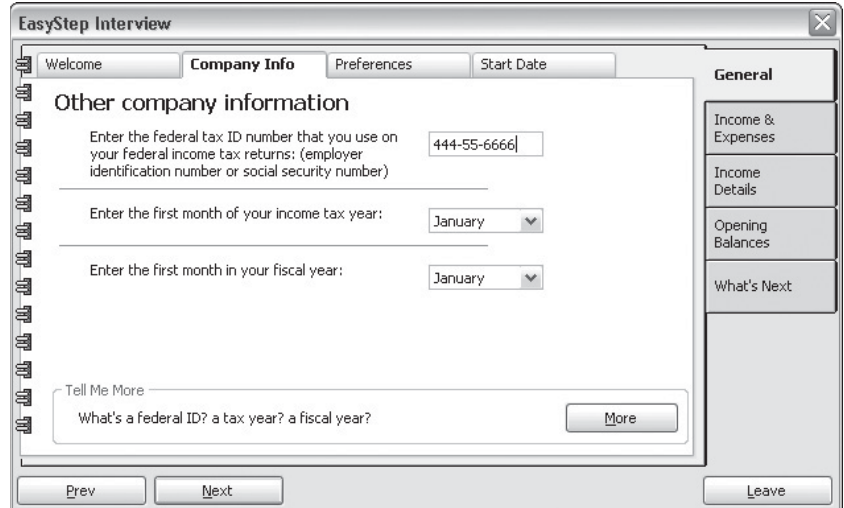 EasyStep Interview
Welcome
Company Info
Preferences
Start Date
General
Income &
Expenses
Income
Details
Opening
Balances
What's Next
Other company information
Enter the federal tax ID number that you use on
your federal income tax returns: (employer
identification number or social security number)
444-55-6666
Enter the first month of your income tax year:
January
Enter the first month in your fiscal year:
January
Tell Me More
What's a federal ID? a tax year? a fiscal year?
More
Prev
Next
Leave